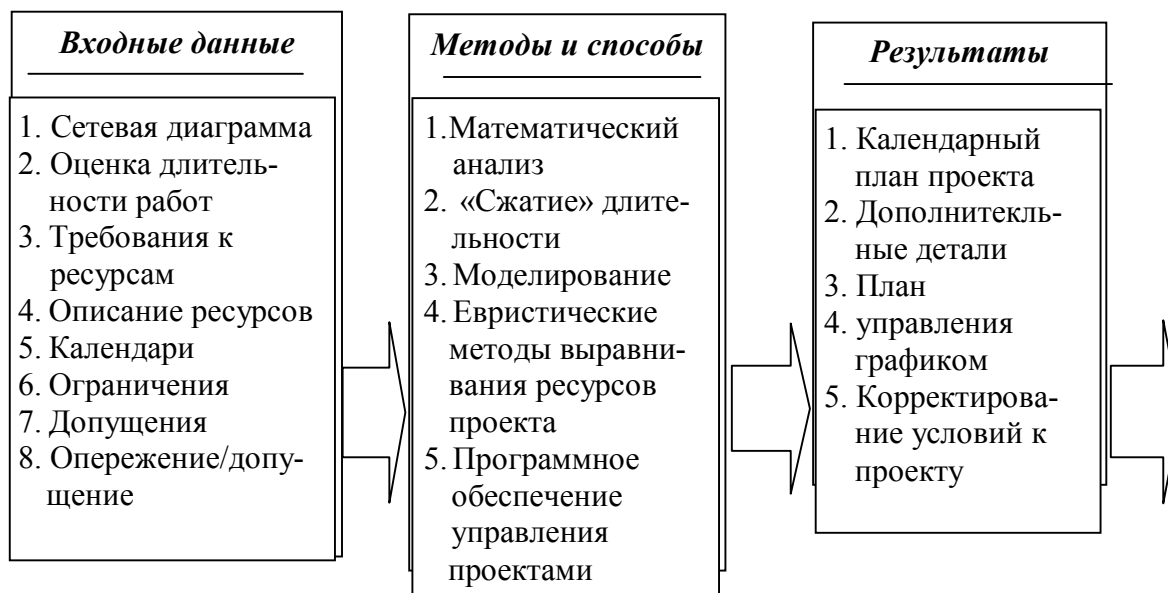 Входные данные
1. Сетевая диаграмма
2. Оценка длитель-
ности работ
3. Требования к
ресурсам
4. Описание ресурсов
5. Календари
6. Ограничения
7. Допущения
8. Опережение/допу-
щение
Методы и способы
1.Математический
анализ
2. «Сжатие» длите-
льности
3. Моделирование
4. Евристические
методы выравни-
вания ресурсов
проекта
5. Программное
обеспечение
управления
проектами
Результаты
1. Календарный
план проекта
2. Дополнитекль-
ные детали
3. План
4. управления
графиком
5. Корректирова-
ние условий к
проекту